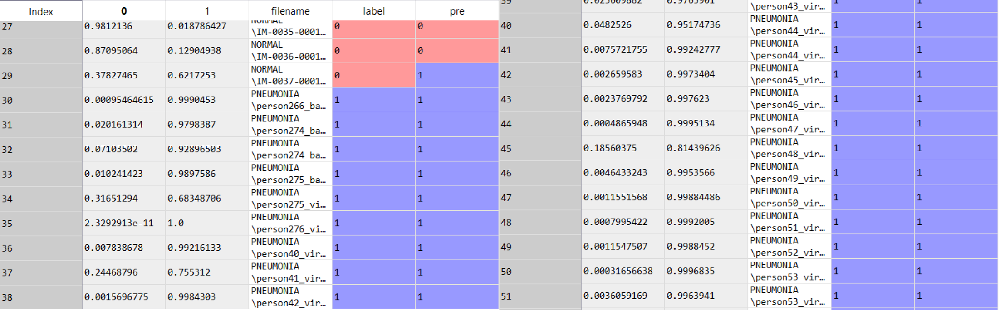 Index 0 1 filename label pre
27 0.9812136 0.018786427 NORMAL \IM-0035-0001… 0 0
28 0.87095064 0.12904938 NORMAL \IM-0036-0001… 0 0
29 0.37827465 0.6217253 NORMAL \IM-0037-0001… 0 1
30 0.00095464615 0.9990453 PNEUMONIA \person266_ba… 1 1
31 0.020161314 0.9798387 PNEUMONIA \person274_ba… 1 1
32 0.07103502 0.92896503 PNEUMONIA \person274_ba… 1 1
33 0.010241423 0.9897586 PNEUMONIA \person275_ba… 1 1
34 0.31651294 0.68348706 PNEUMONIA \person275_vi… 1 1
35 2.3292913e-11 1.0 PNEUMONIA \person276_vi… 1 1
36 0.007838678 0.99216133 PNEUMONIA \person40_vir… 1 1
37 0.24468796 0.755312 PNEUMONIA \person41_vir… 1 1
38 0.0015696775 0.9984303 PNEUMONIA \person42_vir… 1 1
39 \person43_vir… 1 1
40 0.0482526 0.95174736 PNEUMONIA \person44_vir… 1 1
41 0.0075721755 0.99242777 PNEUMONIA \person44_vir… 1 1
42 0.002659583 0.9973404 PNEUMONIA \person45_vir… 1 1
43 0.0023769792 0.997623 PNEUMONIA \person46_vir… 1 1
44 0.0004865948 0.9995134 PNEUMONIA \person47_vir… 1 1
45 0.18560375 0.81439626 PNEUMONIA \person48_vir… 1 1
46 0.0046433243 0.9953566 PNEUMONIA \person49_vir… 1 1
47 0.0011551568 0.99884486 PNEUMONIA \person50_vir… 1 1
48 0.0007995422 0.9992005 PNEUMONIA \person51_vir… 1 1
49 0.0011547507 0.9988452 PNEUMONIA \person52_vir… 1 1
50 0.00031656638 0.9996835 PNEUMONIA \person53_vir… 1 1
51 0.0036059169 0.9963941 PNEUMONIA \person53_vir… 1 1